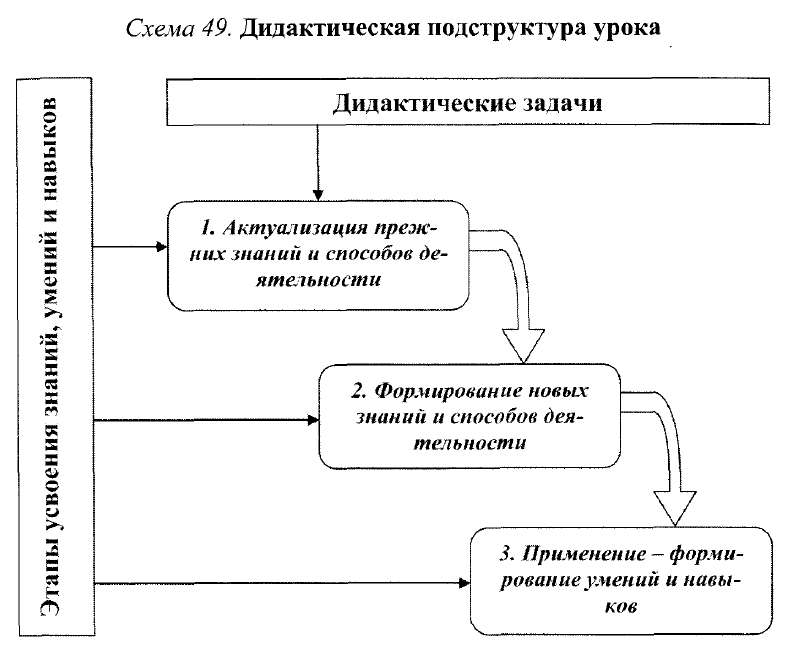 Схема 49. Дидактическая подструктура урока
Этапы усвоения знаний, умений и навыков
Дидактические задачи
1. Актуализация преж-
них знаний и способов де-
ятельности
2. Формирование новых
знаний и способов дея-
тельности
3. Применение – форми-
рование умений и навы-
ков